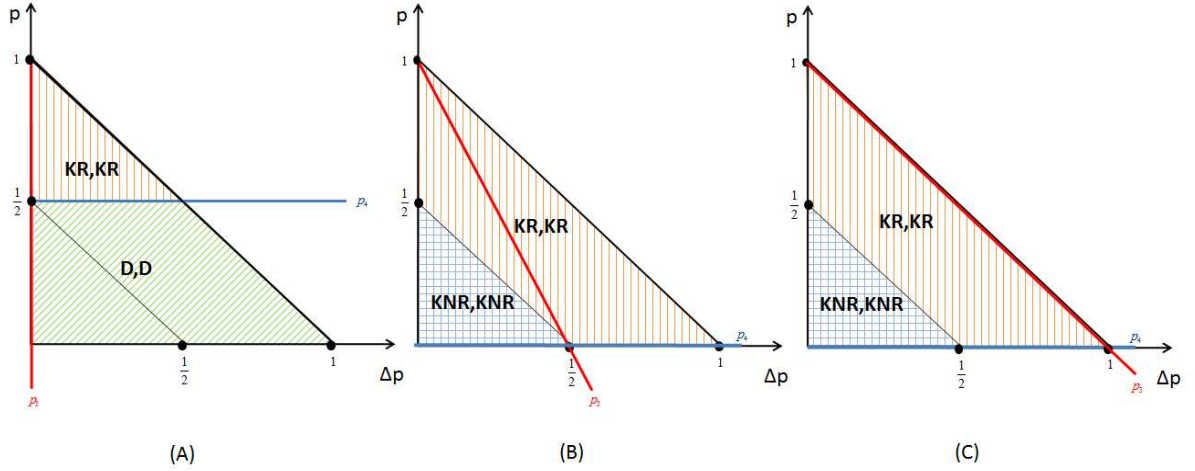 p
1
KR,KR
1
2
p₄
D,D
1
2
1
Δp
p₃
(A)
p
1
1
2
KR,KR
KNR,KNR
p₄
1
2
1
Δp
p₃
(B)
p
1
1
2
KR,KR
KNR,KNR
p₄
1
2
1
Δp
p₃
(C)